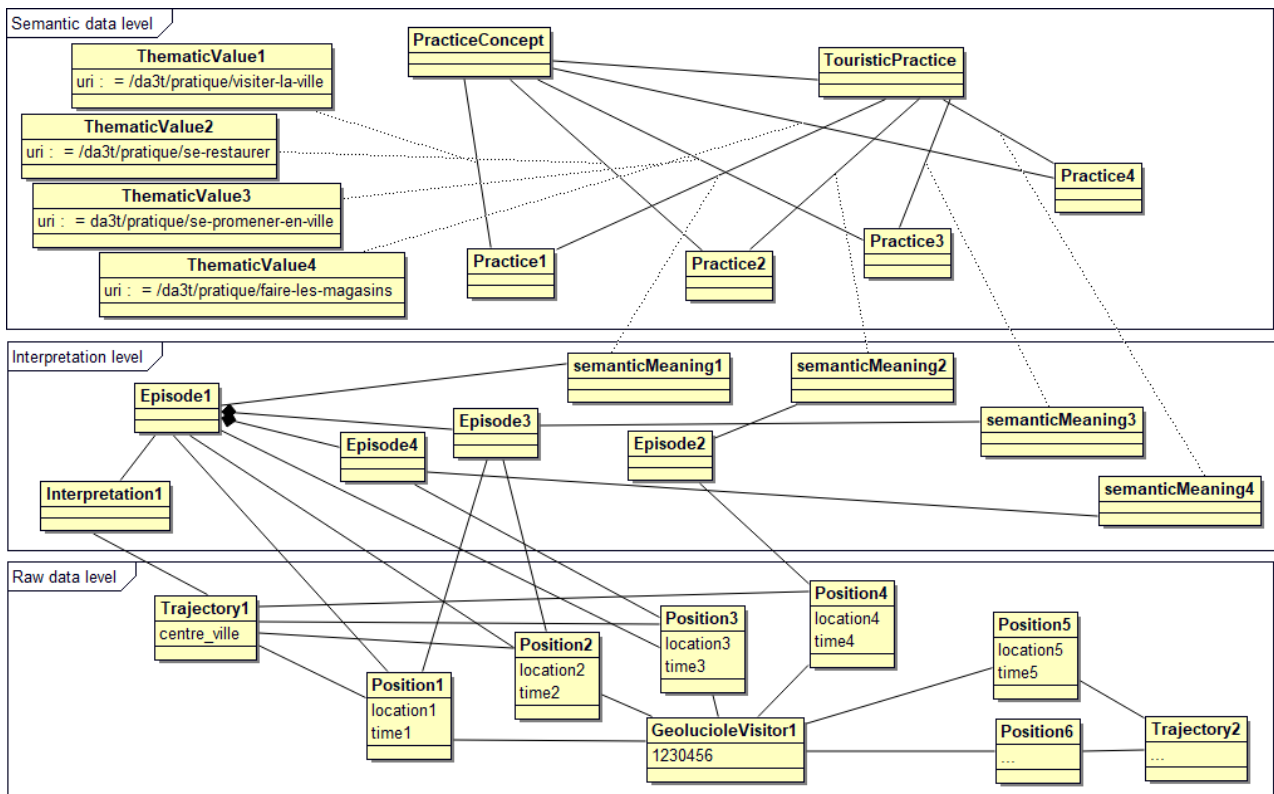 Semantic data level
PracticeConcept
ThematicValue1
uri : = /da3t/pratique/visiter-la-ville
TouristicPractice
ThematicValue2
uri : = /da3t/pratique/se-restaurer
ThematicValue3
uri : = da3t/pratique/se-promener-en-ville
Practice4
Practice3
ThematicValue4
uri : = /da3t/pratique/faire-les-magasins
Practice1
Practice2
Interpretation level
semanticMeaning1
semanticMeaning2
Episode1
Episode3
semanticMeaning3
Episode4
Episode2
Interpretation1
semanticMeaning4
Raw data level
Trajectory1
centre_ville
Position4
location4
time4
Position3
location3
time3
Position5
location5
time5
Position2
location2
time2
Position1
location1
time1
GeolucioleVisitor1
1230456
Position6
...
Trajectory2
...